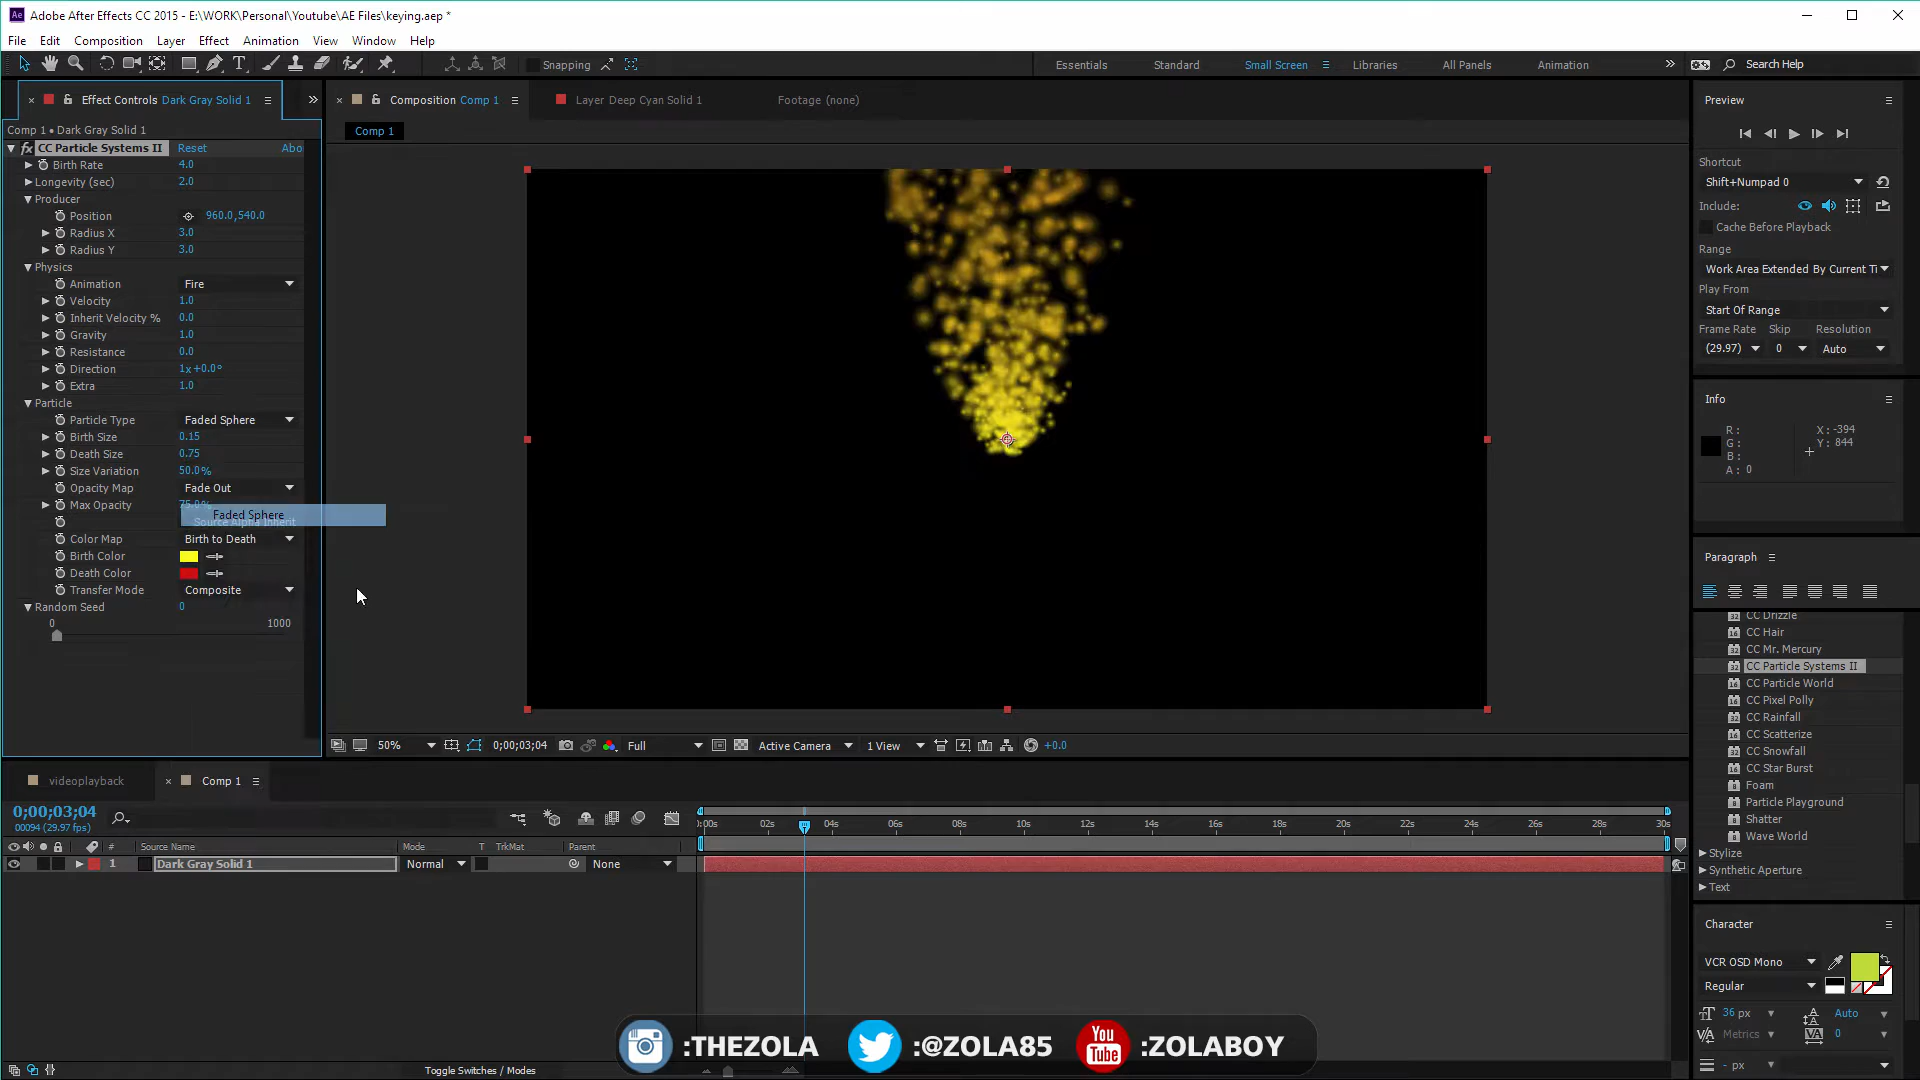 Adobe After Effects CC 2015 - E:\WORK\Personal\Youtube\AE Files\keying.aep *
File Edit Composition Layer Effect Animation View Window Help
Snapping
Essentials Standard Small Screen Libraries All Panels Animation
Search Help
Effect Controls Dark Gray Solid 1
Comp 1 • Dark Gray Solid 1
fx CC Particle Systems II Reset Abo
Birth Rate 4.0
Longevity (sec) 2.0
Producer
Position 960.0,540.0
Radius X 3.0
Radius Y 3.0
Physics
Animation Fire
Velocity 1.0
Inherit Velocity % 0.0
Gravity 1.0
Resistance 0.0
Direction 1x+0.0°
Extra 1.0
Particle
Particle Type Faded Sphere
Birth Size 0.15
Death Size 0.75
Size Variation 50.0%
Opacity Map Fade Out
Max Opacity 75.0%
Faded Sphere
Source Alpha Inherit
Color Map Birth to Death
Birth Color
Death Color
Transfer Mode Composite
Random Seed 0
0 1000
Composition Comp 1
Layer Deep Cyan Solid 1
Footage (none)
Comp 1
50% 0;00;03;04 Full Active Camera 1 View +0.0
Preview
Shortcut
Shift+Numpad 0
Include:
Cache Before Playback
Range
Work Area Extended By Current Ti
Play From
Start Of Range
Frame Rate Skip Resolution
(29.97) 0 Auto
Info
R :
G :
B :
A : 0
X : -394
Y : 844
Paragraph
CC Drizzle
CC Hair
CC Mr. Mercury
CC Particle Systems II
CC Particle World
CC Pixel Polly
CC Rainfall
CC Scatterize
CC Snowfall
CC Star Burst
Foam
Particle Playground
Shatter
Wave World
Stylize
Synthetic Aperture
Text
Character
VCR OSD Mono
Regular
36 px Auto
Metrics 0
- px
videoplayback Comp 1
0;00;03;04
00094 (29.97 fps)
# Source Name Mode T TrkMat Parent
1 Dark Gray Solid 1 Normal None
:00s 02s 04s 06s 08s 10s 12s 14s 16s 18s 20s 22s 24s 26s 28s 30s
Toggle Switches / Modes
:THEZOLA :@ZOLA85 You Tube :ZOLABOY